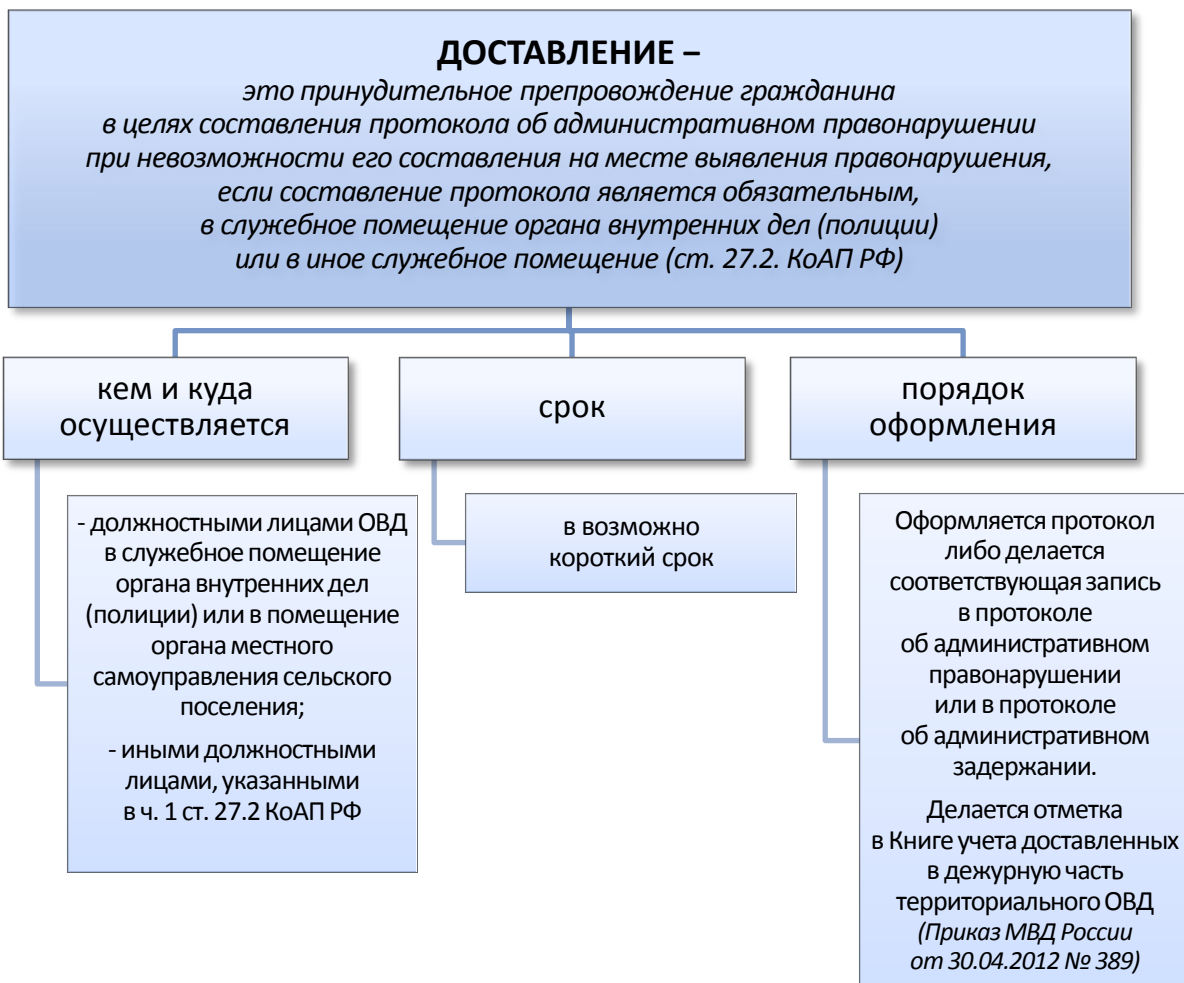 ДОСТАВЛЕНИЕ –
это принудительное препровождение гражданина
в целях составления протокола об административном правонарушении
при невозможности его составления на месте выявления правонарушения,
если составление протокола является обязательным,
в служебное помещение органа внутренних дел (полиции)
или в иное служебное помещение (ст. 27.2. КоАП РФ)
кем и куда
осуществляется
- должностными лицами ОВД
в служебное помещение
органа внутренних дел
(полиции) или в помещение
органа местного
самоуправления сельского
поселения;
- иными должностными
лицами, указанными
в ч. 1 ст. 27.2 КоАП РФ
срок
в возможно
короткий срок
порядок
оформления
Оформляется протокол
либо делается
соответствующая запись
в протоколе
об административном
правонарушении
или в протоколе
об административном
задержании.
Делается отметка
в Книге учета доставленных
в дежурную часть
территориального ОВД
(Приказ МВД России
от 30.04.2012 № 389)